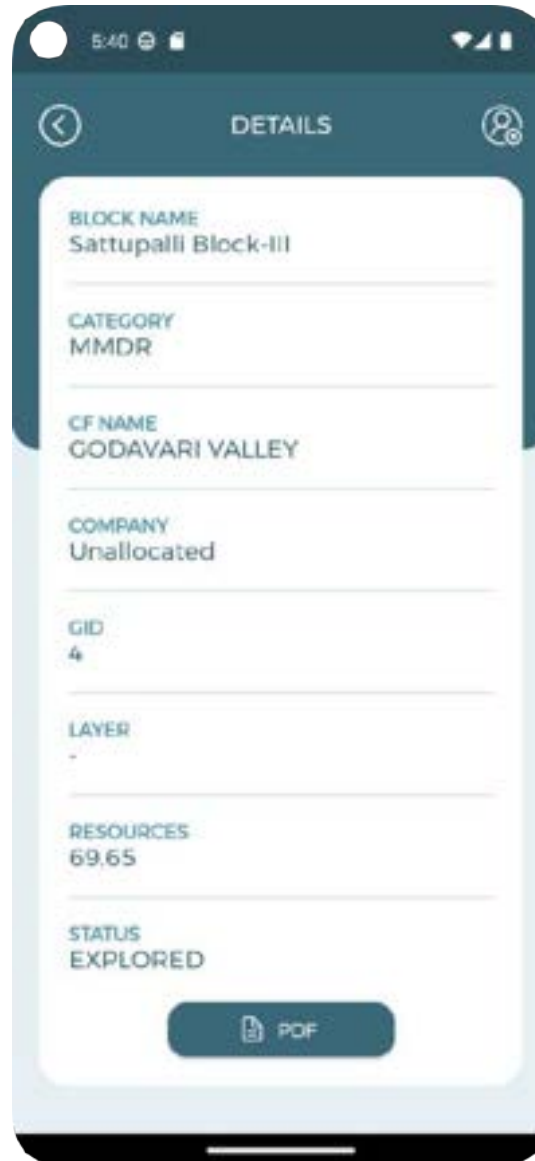 5:40
DETAILS
BLOCK NAME
Sattupalli Block-III
CATEGORY
MMDR
CF NAME
GODAVARI VALLEY
COMPANY
Unallocated
GID
4
LAYER
-
RESOURCES
69.65
STATUS
EXPLORED
PDF